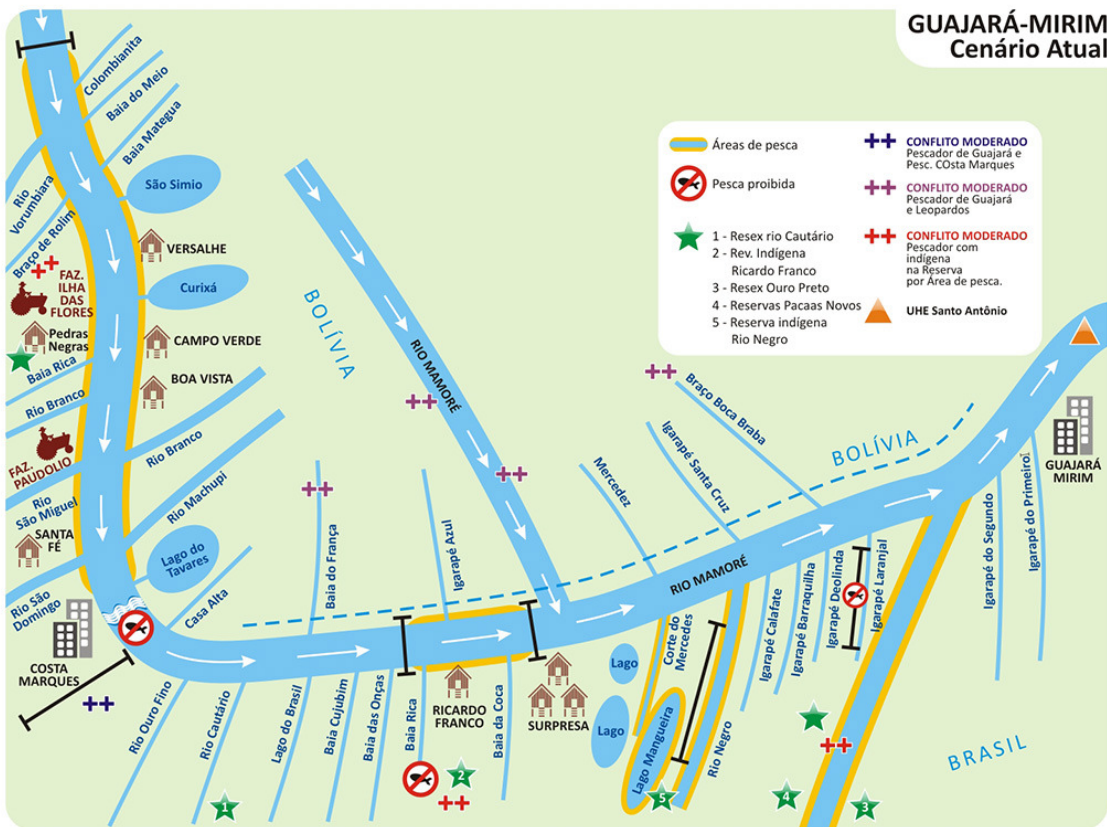 GUAJARÁ-MIRIM
Cenário Atual
Áreas de pesca
Pesca proibida
1 - Resex rio Cautário
2 - Rev. Indígena
Ricardo Franco
3 - Resex Ouro Preto
4 - Reservas Pacaas Novos
5 - Reserva indígena
Rio Negro
++ CONFLITO MODERADO
Pescador de Guajará e
Pesc. COsta Marques
++ CONFLITO MODERADO
Pescador de Guajará
e Leopardos
++ CONFLITO MODERADO
Pescador com
indígena
na Reserva
por Área de pesca.
UHE Santo Antônio
Colombianita
Baia do Meio
Baia Mategua
São Simio
Rio
Vorumbiara
Braço de Rolim
++
FAZ.
ILHA
DAS
FLORES
VERSALHE
Curixá
Pedras
Negras
CAMPO VERDE
Baia Rica
BOA VISTA
Rio Branco
FAZ.
PAUDOLIO
Rio Branco
Rio
São Miguel
Rio Machupi
SANTA
FÉ
Lago do
Tavares
Rio São
Domingo
Casa Alta
COSTA
MARQUES
++
BOLÍVIA
RIO MAMORÉ
++
++
++
Baia do França
Igarapé Azul
Mercedez
Igarapé Santa Cruz
++
Braço Boca Braba
BOLÍVIA
RIO MAMORÉ
GUAJARÁ
MIRIM
Rio Ouro Fino
Rio Cautário
Lago do Brasil
Baia Cujubim
Baia das Onças
Baia Rica
RICARDO
FRANCO
Baia da Coca
SURPRESA
Lago
Lago
Corte do
Mercedes
Lago Mangueira
Rio Negro
Igarapé Calafate
Igarapé Barraquilha
Igarapé Deolinda
Igarapé Laranjal
Igarapé do Segundo
Igarapé do Primeiro
BRASIL
1
2
++
5
4
++
3